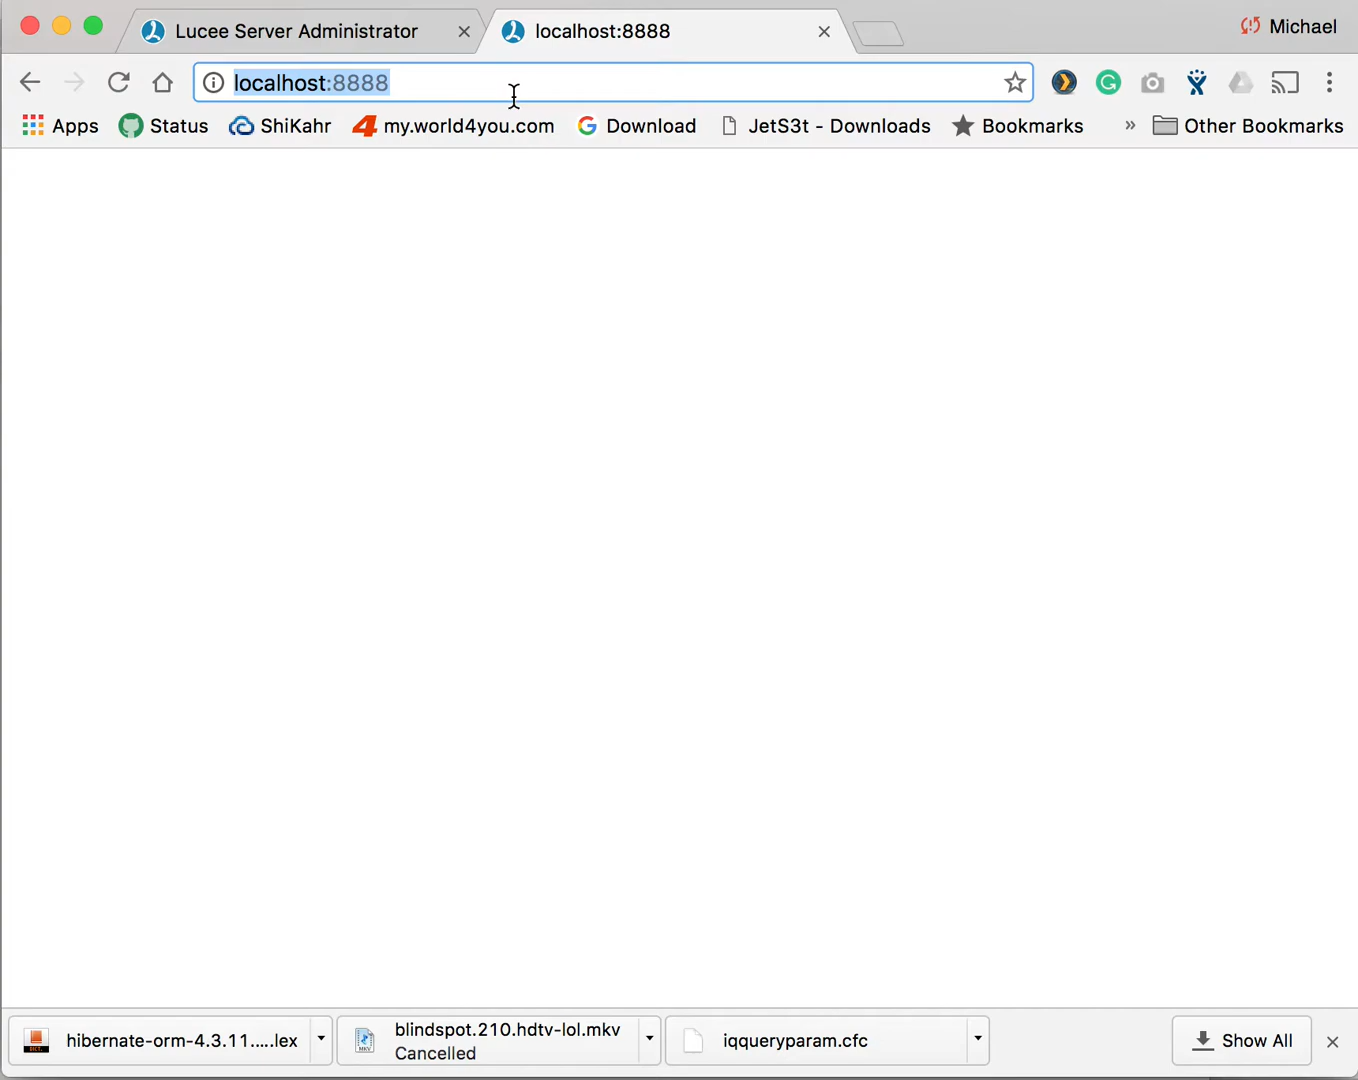 Lucee Server Administrator
localhost:8888
Michael
localhost:8888
Apps
Status
ShiKahr
my.world4you.com
Download
JetS3t - Downloads
Bookmarks
»
Other Bookmarks
hibernate-orm-4.3.11.....lex
blindspot.210.hdtv-lol.mkv
Cancelled
iqqueryparam.cfc
Show All